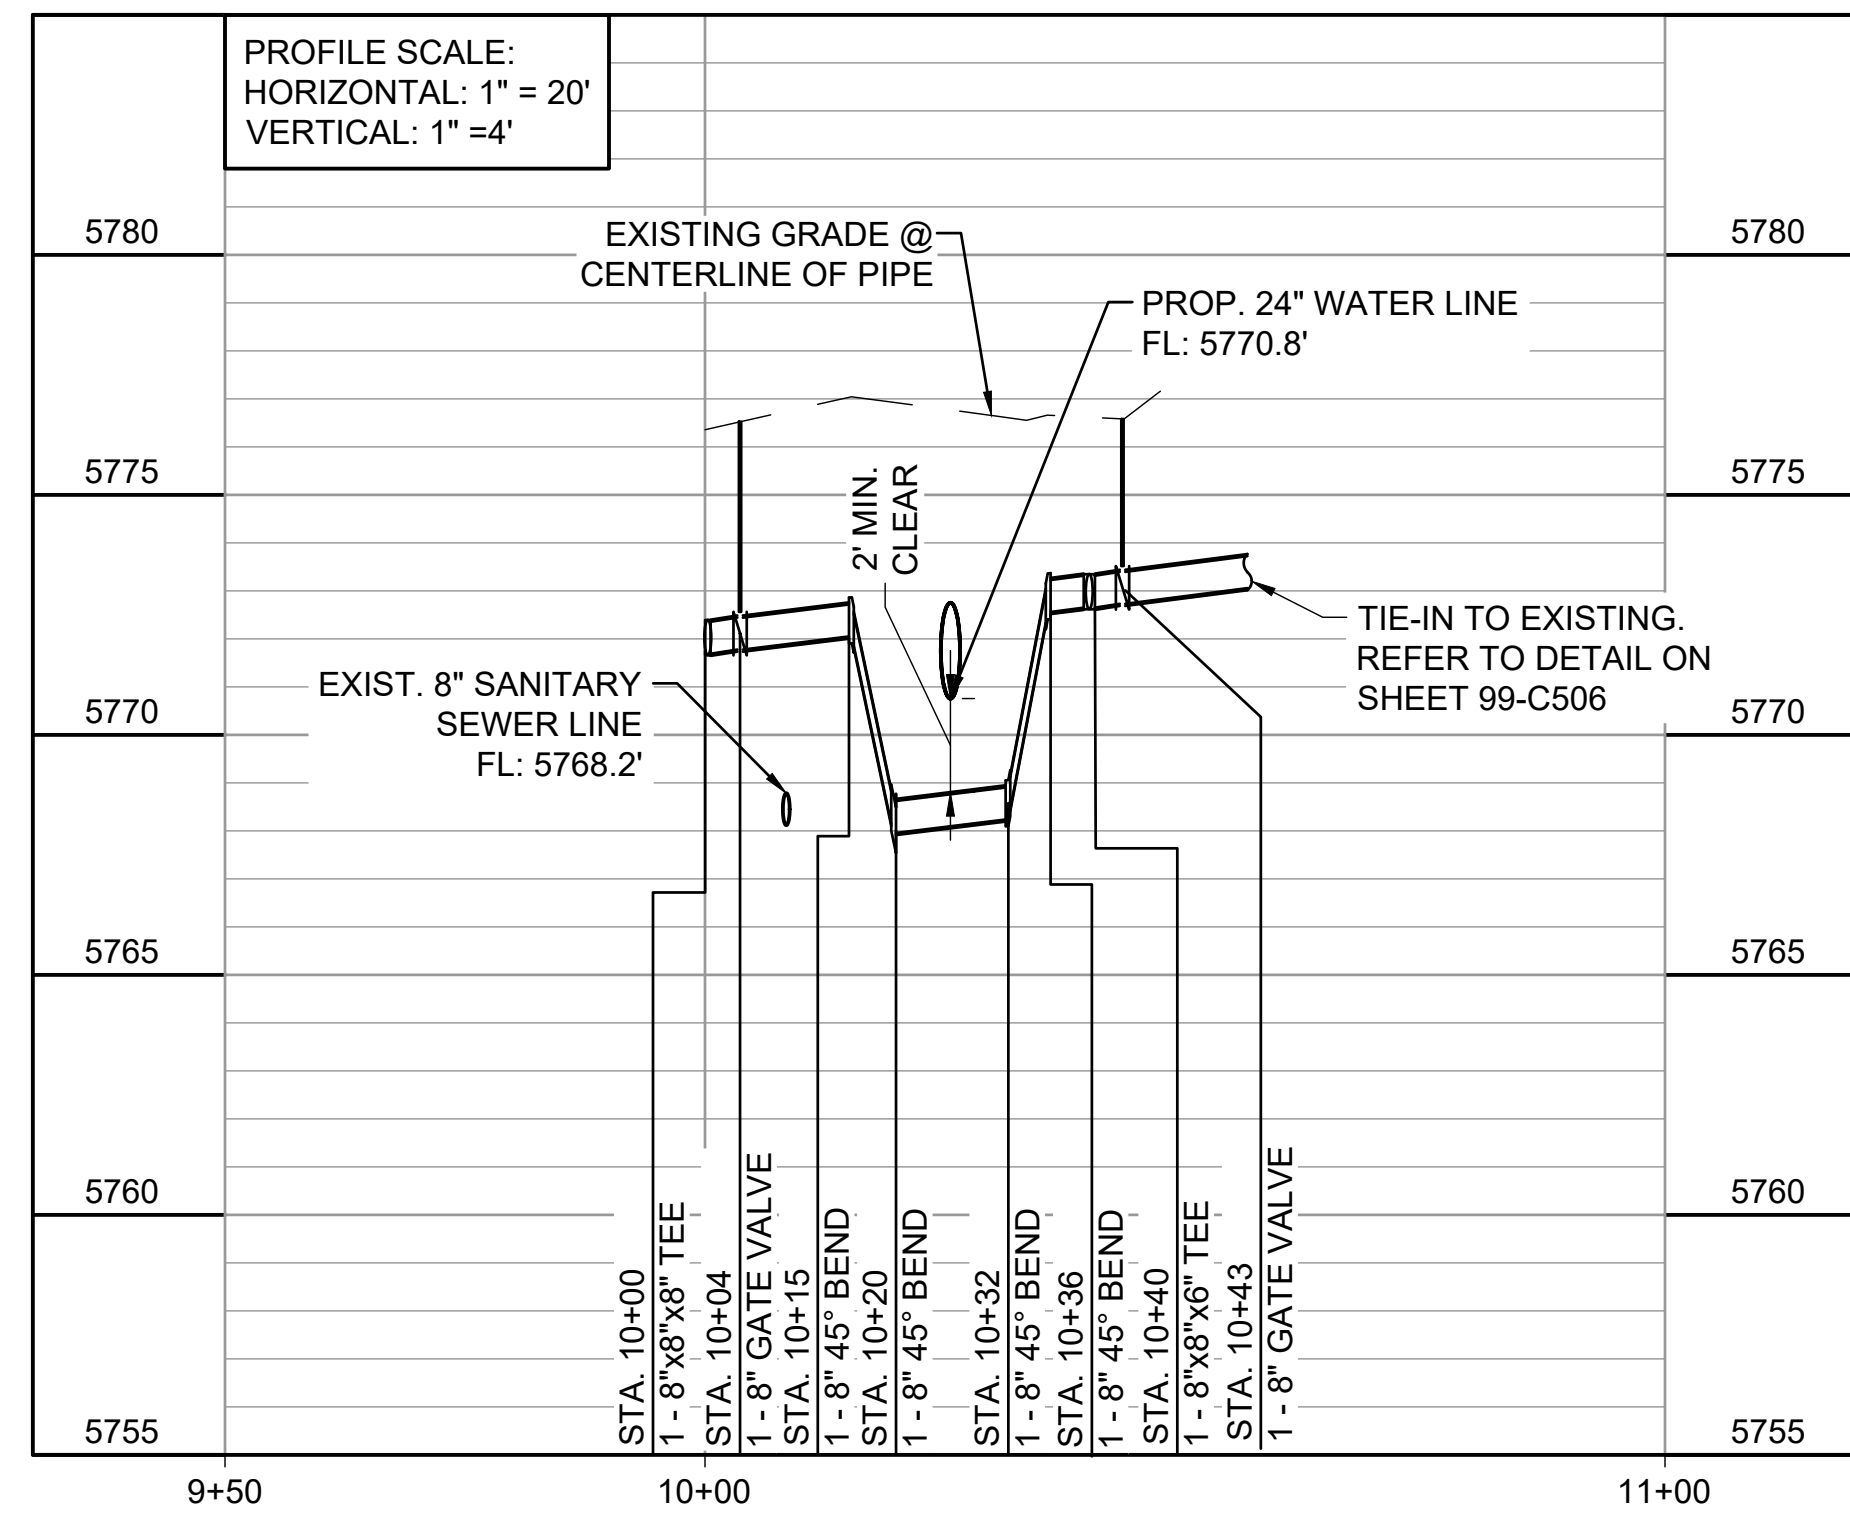 PROFILE SCALE:
HORIZONTAL: 1" = 20'
VERTICAL: 1" =4'
5780
5780
EXISTING GRADE @
CENTERLINE OF PIPE
PROP. 24" WATER LINE
FL: 5770.8'
5775
5775
2' MIN.
CLEAR
TIE-IN TO EXISTING.
REFER TO DETAIL ON
SHEET 99-C506
EXIST. 8" SANITARY
SEWER LINE
FL: 5768.2'
5770
5770
5765
5765
5760
5760
STA. 10+00
1 - 8"x8"x8" TEE
STA. 10+04
1 - 8" GATE VALVE
STA. 10+15
1 - 8" 45° BEND
STA. 10+20
1 - 8" 45° BEND
STA. 10+32
1 - 8" 45° BEND
STA. 10+36
1 - 8" 45° BEND
STA. 10+40
1 - 8"x8"x6" TEE
STA. 10+43
1 - 8" GATE VALVE
5755
5755
9+50
10+00
11+00